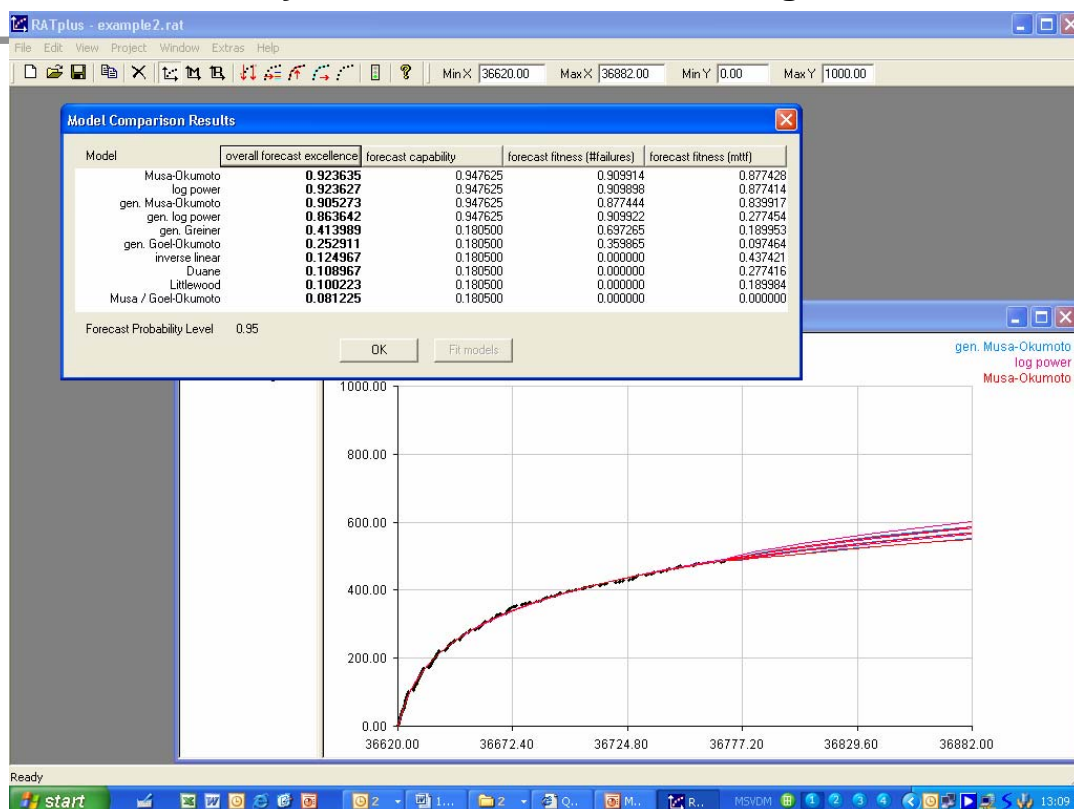 RATplus - example2.rat
File Edit View Project Window Extras Help
Min X 36620.00 Max X 36882.00 Min Y 0.00 Max Y 1000.00
Model Comparison Results
Model overall forecast excellence forecast capability forecast fitness (#failures) forecast fitness (mttf)
Musa-Okumoto 0.923635 0.947625 0.909914 0.877428
log power 0.923627 0.947625 0.909898 0.877414
gen. Musa-Okumoto 0.905273 0.947625 0.877444 0.839917
gen. log power 0.863642 0.947625 0.909922 0.277454
gen. Greiner 0.413989 0.180500 0.697265 0.189953
gen. Goel-Okumoto 0.252911 0.180500 0.359865 0.097464
inverse linear 0.124967 0.180500 0.000000 0.437421
Duane 0.108967 0.180500 0.000000 0.277416
Littlewood 0.100223 0.180500 0.000000 0.189984
Musa / Goel-Okumoto 0.081225 0.180500 0.000000 0.000000
Forecast Probability Level 0.95
OK Fit models
gen. Musa-Okumoto
log power
Musa-Okumoto
1000.00
800.00
600.00
400.00
200.00
0.00
36620.00 36672.40 36724.80 36777.20 36829.60 36882.00
Ready
start 2 1... 2 Q.. M.. R.. MSVDM 1 2 3 4 13:09